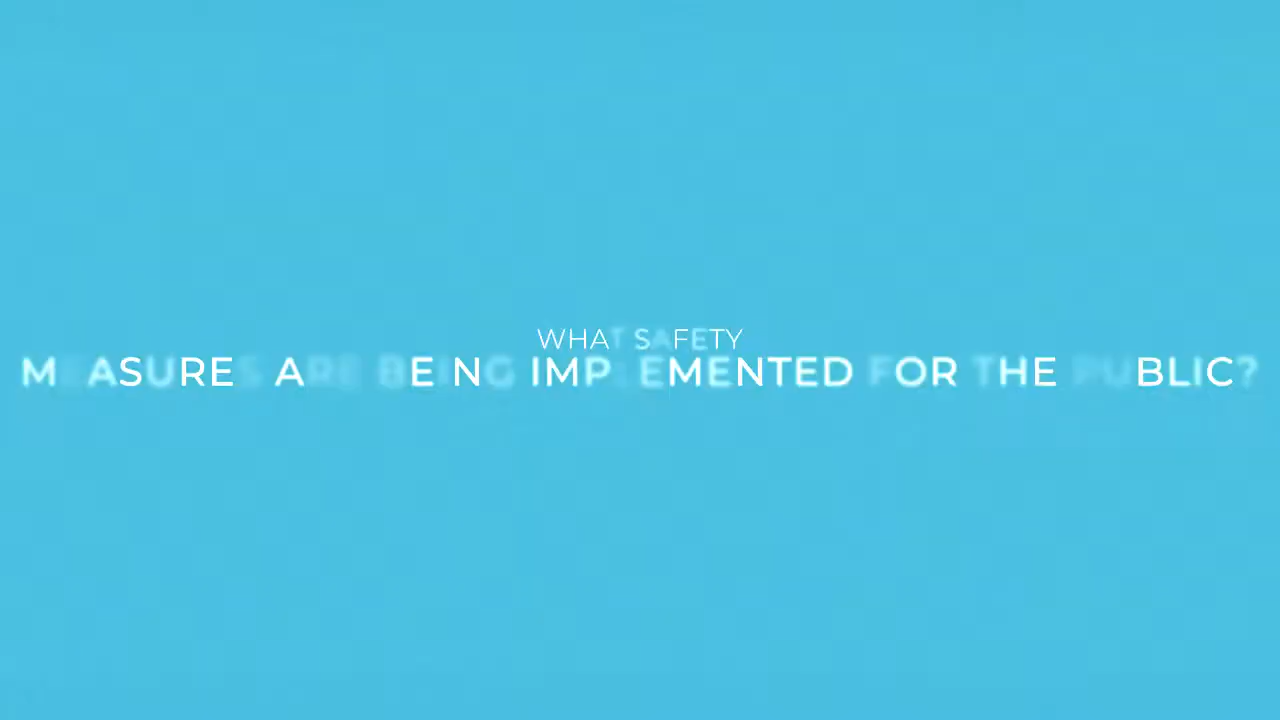 WHAT SAFETY
MEASURES ARE BEING IMPLEMENTED FOR THE PUBLIC?